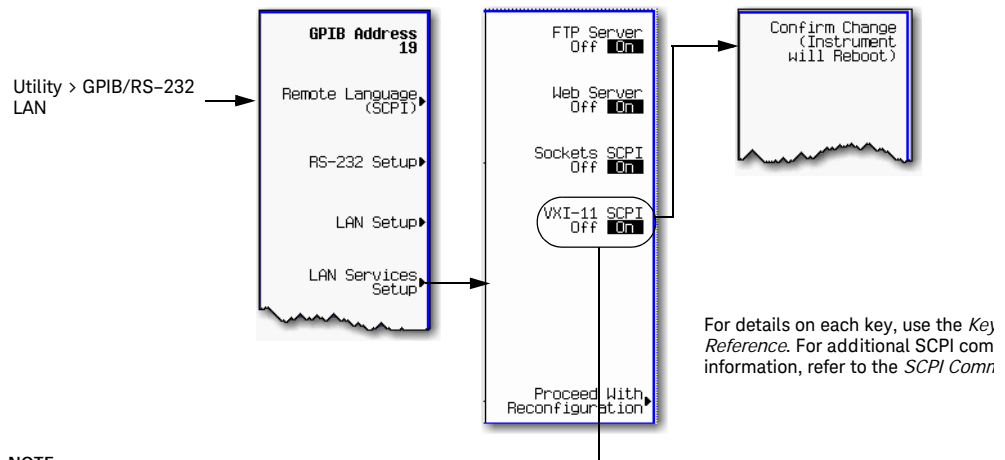 Utility > GPIB/RS-232
LAN
GPIB Address
19
Remote Language
(SCPI)
RS-232 Setup
LAN Setup
LAN Services
Setup
FTP Server
Off On
Web Server
Off On
Sockets SCPI
Off On
VXI-11 SCPI
Off On
Proceed With
Reconfiguration
Confirm Change
(Instrument
will Reboot)
For details on each key, use the
Reference. For additional SCPI
information, refer to the SCPI